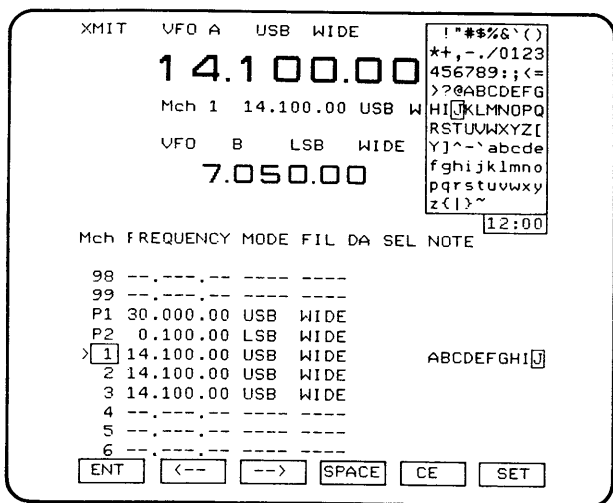 XMIT VFO A USB WIDE
14.100.00
Mch 1 14.100.00 USB W
VFO B LSB WIDE
7.050.00
!"#$%&`()
*+,-./0123
456789:;<=
>?@ABCDEFG
HIJKLMNOPQ
RSTUVWXYZ[
Y]^-`abcde
fghijklmno
pqrstuvwxy
z{|}~
12:00
Mch FREQUENCY MODE FIL DA SEL NOTE
98 --.---.-- ---- ----
99 --.---.-- ---- ----
P1 30.000.00 USB WIDE
P2 0.100.00 LSB WIDE
>1 14.100.00 USB WIDE ABCDEFGHIJ
2 14.100.00 USB WIDE
3 14.100.00 USB WIDE
4 --.---.-- ---- ----
5 --.---.-- ---- ----
6 --.---.-- ---- ----
ENT <-- --> SPACE CE SET